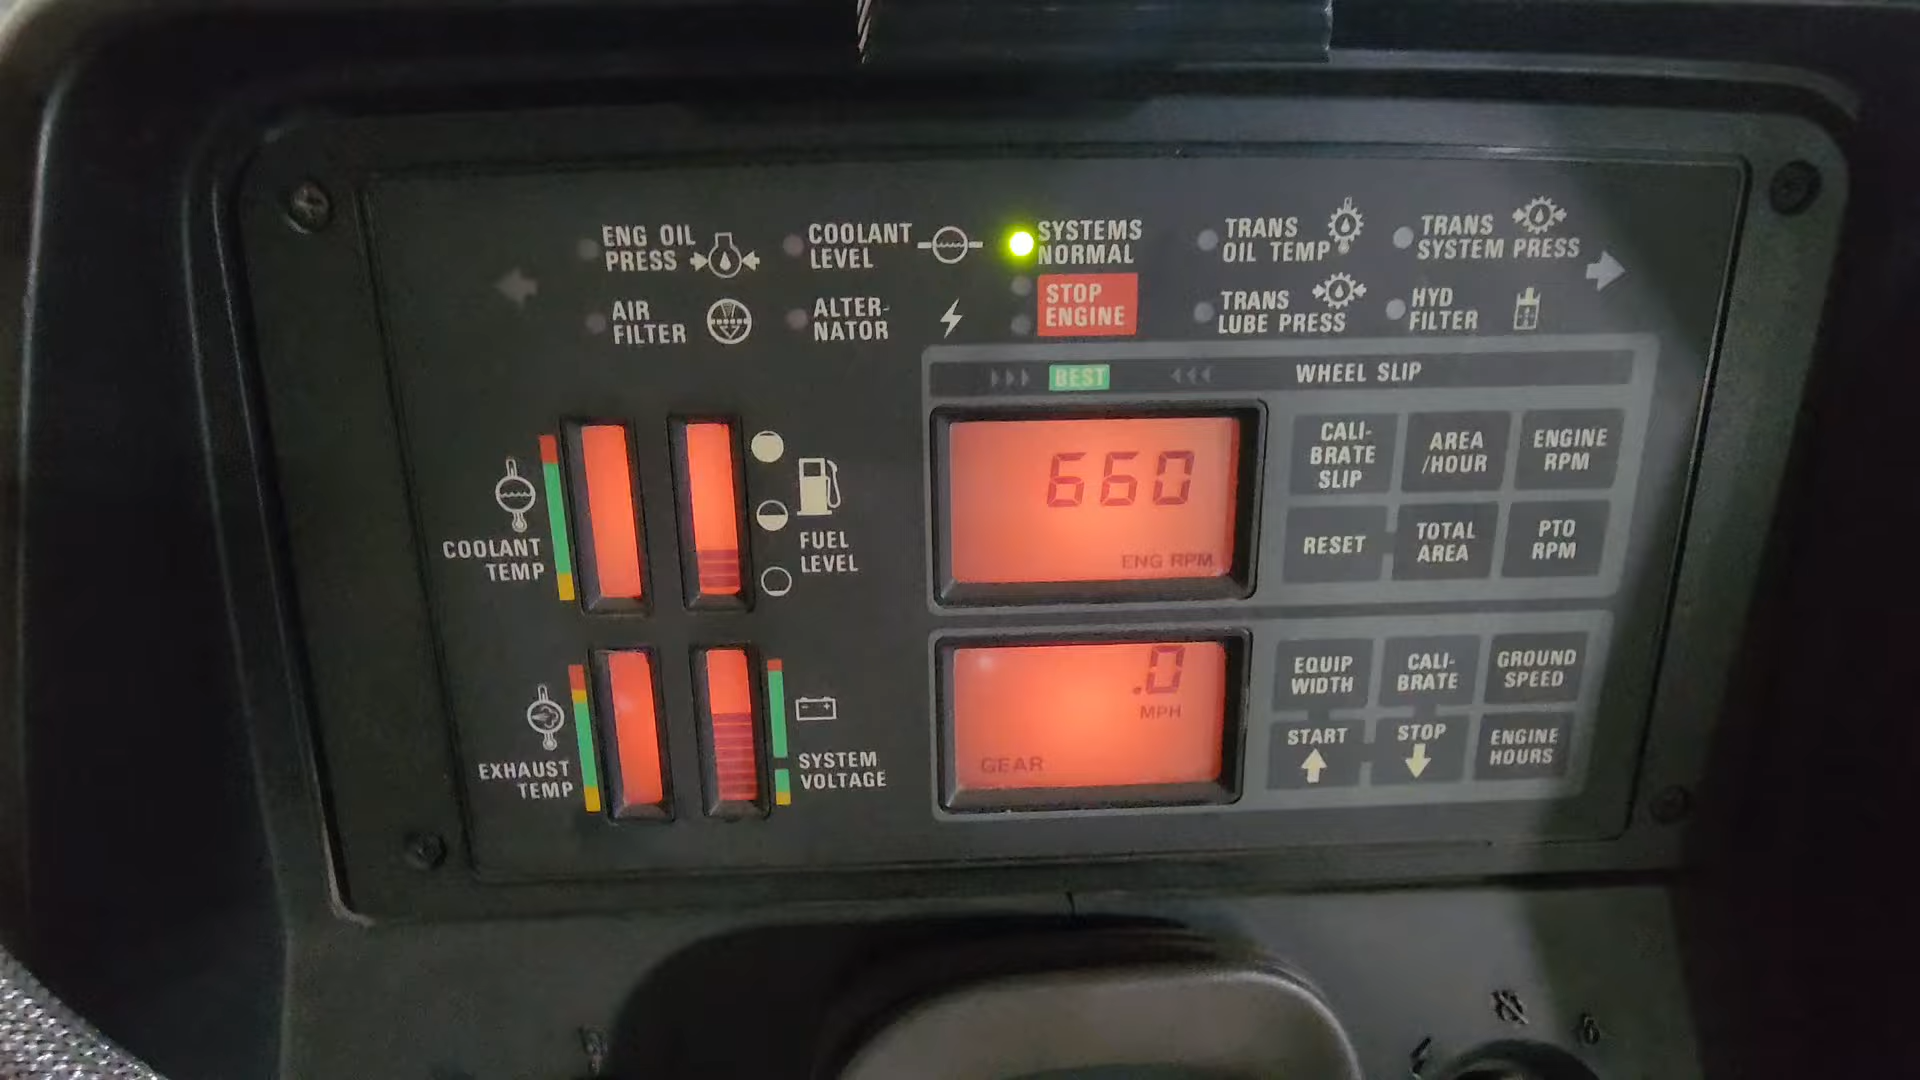 ENG OIL
PRESS
COOLANT
LEVEL
SYSTEMS
NORMAL
TRANS
OIL TEMP
TRANS
SYSTEM PRESS
AIR
FILTER
ALTER-
NATOR
STOP
ENGINE
TRANS
LUBE PRESS
HYD
FILTER
BEST
WHEEL SLIP
COOLANT
TEMP
FUEL
LEVEL
660
ENG RPM
CALI-
BRATE
SLIP
AREA
/HOUR
ENGINE
RPM
RESET
TOTAL
AREA
PTO
RPM
EXHAUST
TEMP
SYSTEM
VOLTAGE
.0
MPH
GEAR
EQUIP
WIDTH
CALI-
BRATE
GROUND
SPEED
START
STOP
ENGINE
HOURS